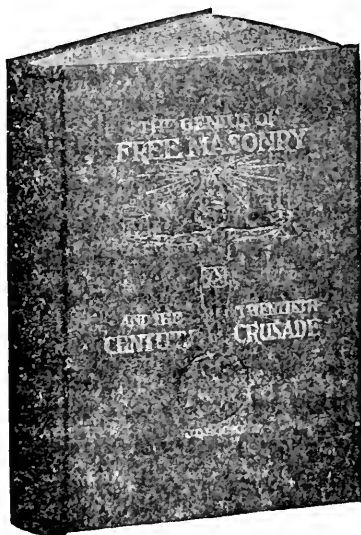 THE GENIUS OF
FREE MASONRY
AND THE TWENTIETH
CENTURY CRUSADE